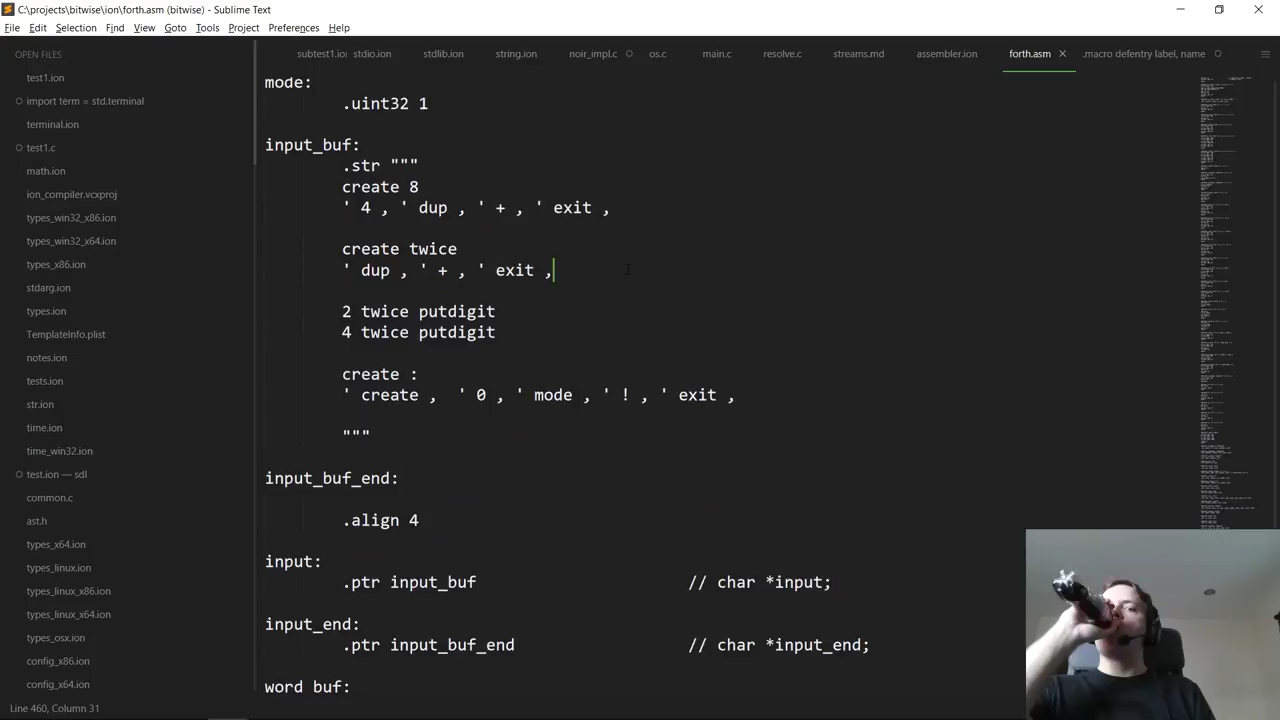 C:\projects\bitwise\ion\forth.asm (bitwise) - Sublime Text
File Edit Selection Find View Goto Tools Project Preferences Help
OPEN FILES
test1.ion
import term = std.terminal
terminal.ion
test1.c
math.ion
ion_compiler.vcxproj
types_win32_x86.ion
types_win32_x64.ion
types_x86.ion
stdarg.ion
types.ion
TemplateInfo.plist
notes.ion
tests.ion
str.ion
time.ion
time_win32.ion
test.ion — sdl
common.c
ast.h
types_x64.ion
types_linux.ion
types_linux_x86.ion
types_linux_x64.ion
types_osx.ion
config_x86.ion
config_x64.ion
subtest1.io stdio.ion stdlib.ion string.ion noir_impl.c os.c main.c resolve.c streams.md assembler.ion forth.asm .macro defentry label, name
mode:
.uint32 1
input_buf:
.str """
create 8
' 4 , ' dup , ' + , ' exit ,
create twice
' dup , ' + , ' exit ,
2 twice putdigit
4 twice putdigit
create :
' create , ' 0 , ' mode , ' ! , ' exit ,
"""
input_buf_end:
.align 4
input:
.ptr input_buf // char *input;
input_end:
.ptr input_buf_end // char *input_end;
word buf:
Line 460, Column 31